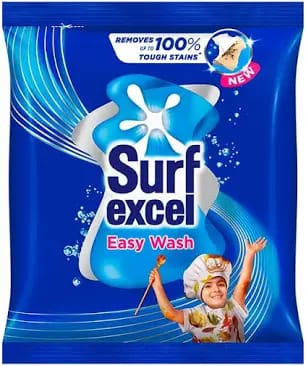 REMOVES UP TO 100%
TOUGH STAINS*
NEW
Surf
excel
Easy Wash